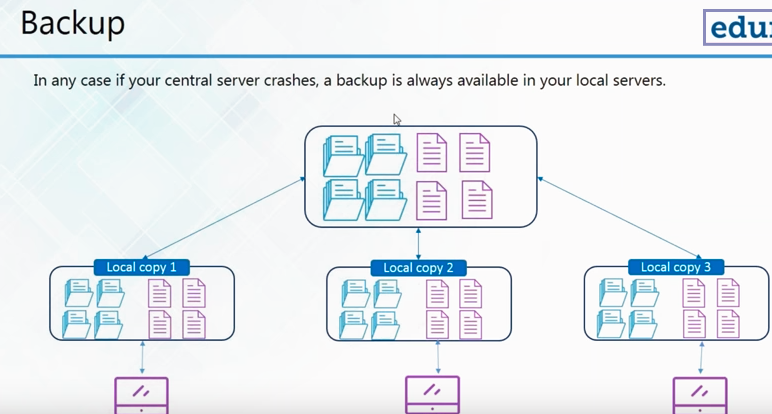 Backup
edu
In any case if your central server crashes, a backup is always available in your local servers.
Local copy 1
Local copy 2
Local copy 3